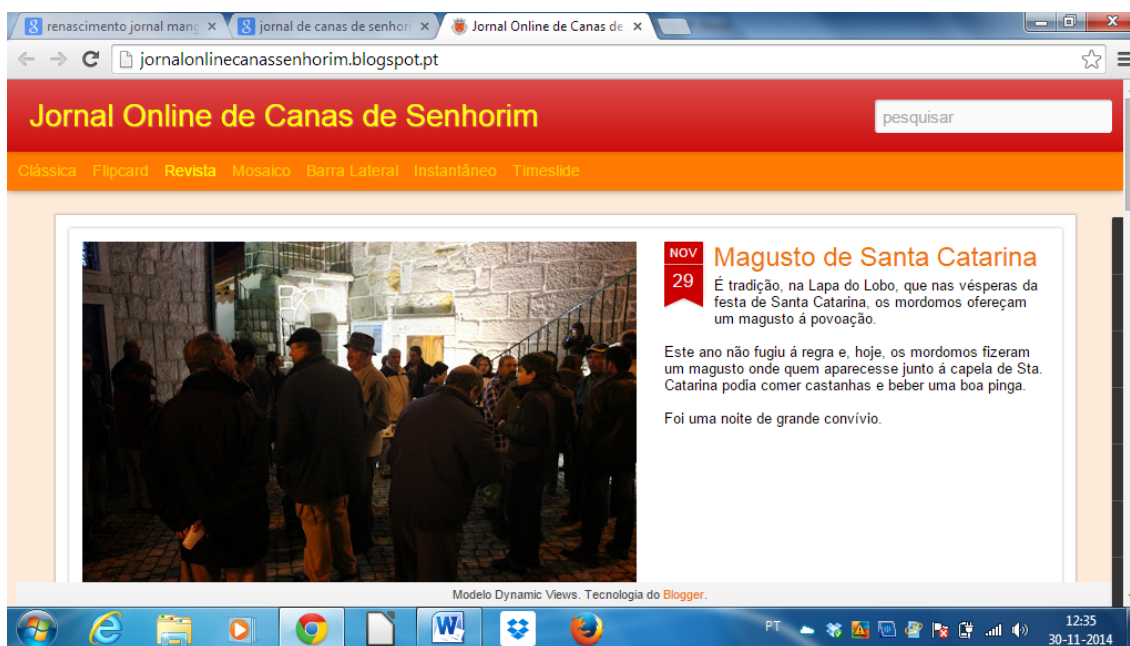 renascimento jornal mang
jornal de canas de senhori
Jornal Online de Canas de
jornalonlinecanassenhorim.blogspot.pt
Jornal Online de Canas de Senhorim
pesquisar
Clássica Flipcard Revista Mosaico Barra Lateral Instantâneo Timeslide
NOV
29
Magusto de Santa Catarina
É tradição, na Lapa do Lobo, que nas vésperas da
festa de Santa Catarina, os mordomos ofereçam
um magusto á povoação.
Este ano não fugiu á regra e, hoje, os mordomos fizeram
um magusto onde quem aparecesse junto á capela de Sta.
Catarina podia comer castanhas e beber uma boa pinga.
Foi uma noite de grande convívio.
Modelo Dynamic Views. Tecnologia do Blogger.
PT
12:35
30-11-2014